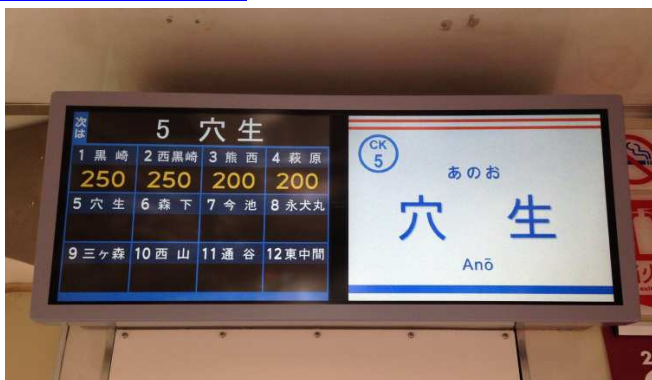 次は 5 穴生
1 黒崎 2 西黒崎 3 熊西 4 萩原
250 250 200 200
5 穴生 6 森下 7 今池 8 永犬丸
9 三ヶ森 10 西山 11 通谷 12 東中間
CK
5
あのお
穴生
Anō
2